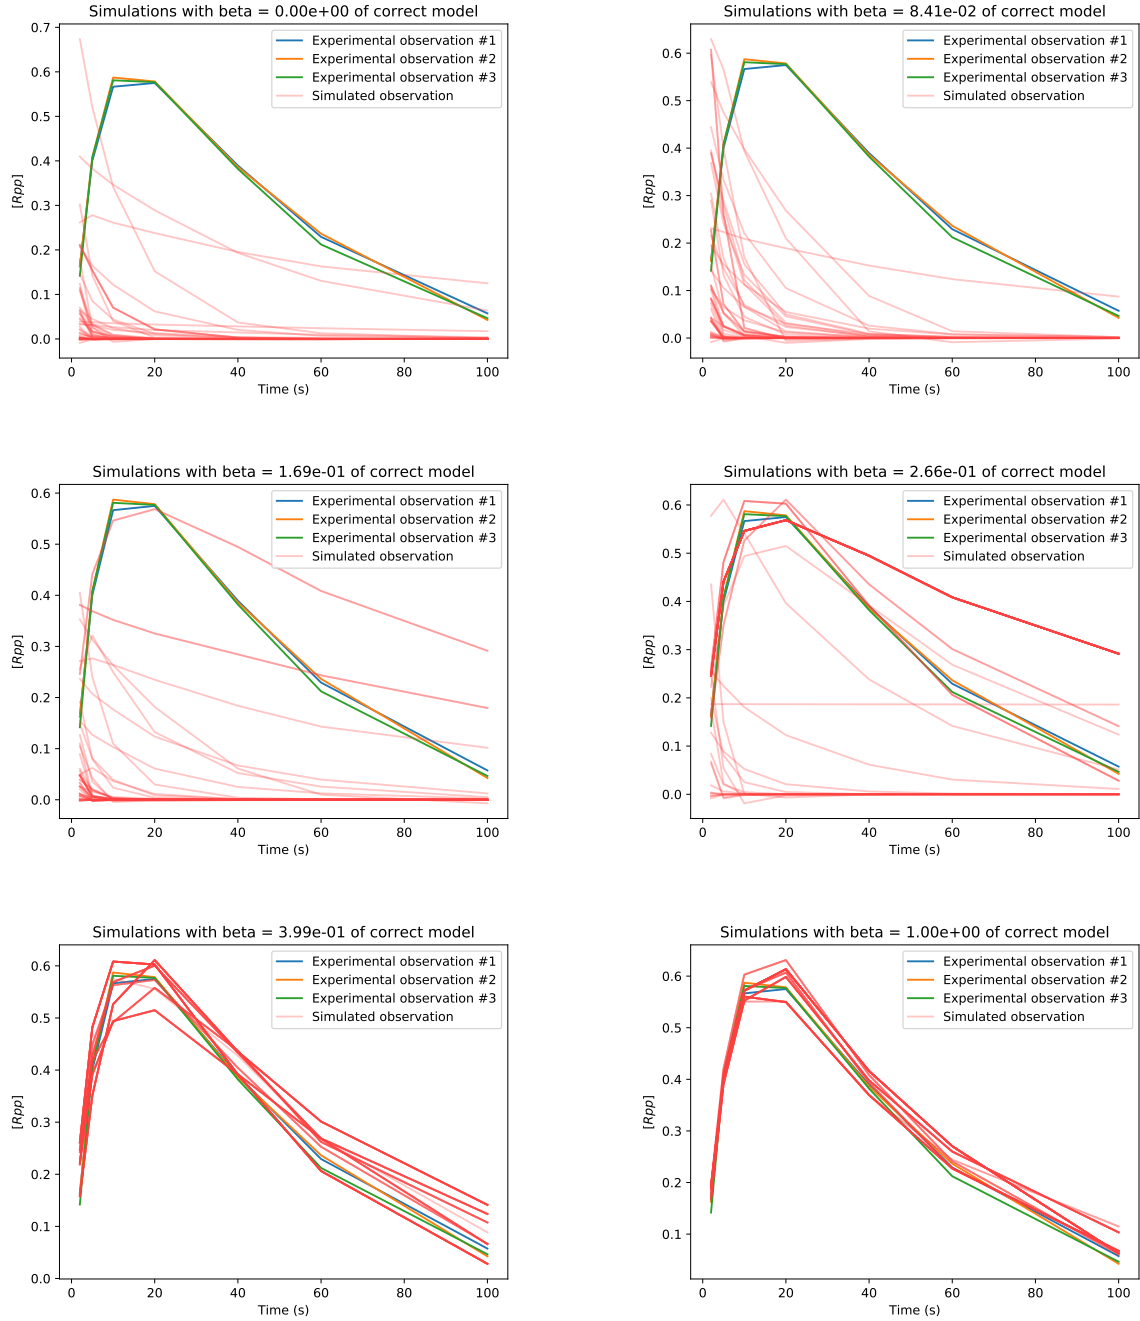 Simulations with beta = 0.00e+00 of correct model
[Rpp]
0.7
0.6
0.5
0.4
0.3
0.2
0.1
0.0
Experimental observation #1
Experimental observation #2
Experimental observation #3
Simulated observation
0 20 40 60 80 100
Time (s)
Simulations with beta = 8.41e-02 of correct model
[Rpp]
0.6
0.5
0.4
0.3
0.2
0.1
0.0
Experimental observation #1
Experimental observation #2
Experimental observation #3
Simulated observation
0 20 40 60 80 100
Time (s)
Simulations with beta = 1.69e-01 of correct model
[Rpp]
0.6
0.5
0.4
0.3
0.2
0.1
0.0
Experimental observation #1
Experimental observation #2
Experimental observation #3
Simulated observation
0 20 40 60 80 100
Time (s)
Simulations with beta = 2.66e-01 of correct model
[Rpp]
0.6
0.5
0.4
0.3
0.2
0.1
0.0
Experimental observation #1
Experimental observation #2
Experimental observation #3
Simulated observation
0 20 40 60 80 100
Time (s)
Simulations with beta = 3.99e-01 of correct model
[Rpp]
0.6
0.5
0.4
0.3
0.2
0.1
0.0
Experimental observation #1
Experimental observation #2
Experimental observation #3
Simulated observation
0 20 40 60 80 100
Time (s)
Simulations with beta = 1.00e+00 of correct model
[Rpp]
0.6
0.5
0.4
0.3
0.2
0.1
Experimental observation #1
Experimental observation #2
Experimental observation #3
Simulated observation
0 20 40 60 80 100
Time (s)